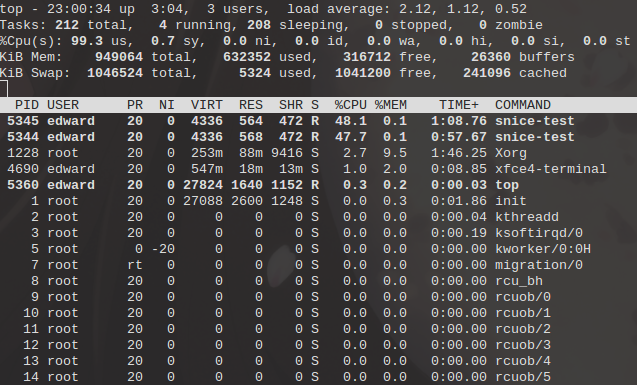 top - 23:00:34 up  3:04,  3 users,  load average: 2.12, 1.12, 0.52
Tasks: 212 total,   4 running, 208 sleeping,   0 stopped,   0 zombie
%Cpu(s): 99.3 us,  0.7 sy,  0.0 ni,  0.0 id,  0.0 wa,  0.0 hi,  0.0 si,  0.0 st
KiB Mem:    949064 total,   632352 used,   316712 free,    26360 buffers
KiB Swap:  1046524 total,     5324 used,  1041200 free,   241096 cached
PID USER      PR  NI  VIRT  RES  SHR S  %CPU %MEM    TIME+  COMMAND
5345 edward    20   0  4336  564  472 R  48.1  0.1   1:08.76 snice-test
5344 edward    20   0  4336  568  472 R  47.7  0.1   0:57.67 snice-test
1228 root      20   0  253m  88m 9416 S   2.7  9.5   1:46.25 Xorg
4690 edward    20   0  547m  18m  13m S   1.0  2.0   0:08.85 xfce4-terminal
5360 edward    20   0 27824 1640 1152 R   0.3  0.2   0:00.03 top
1 root      20   0 27088 2600 1248 S   0.0  0.3   0:01.86 init
2 root      20   0     0    0    0 S   0.0  0.0   0:00.04 kthreadd
3 root      20   0     0    0    0 S   0.0  0.0   0:00.19 ksoftirqd/0
5 root       0 -20     0    0    0 S   0.0  0.0   0:00.00 kworker/0:0H
7 root      rt   0     0    0    0 S   0.0  0.0   0:00.00 migration/0
8 root      20   0     0    0    0 S   0.0  0.0   0:00.00 rcu_bh
9 root      20   0     0    0    0 S   0.0  0.0   0:00.00 rcuob/0
10 root      20   0     0    0    0 S   0.0  0.0   0:00.00 rcuob/1
11 root      20   0     0    0    0 S   0.0  0.0   0:00.00 rcuob/2
12 root      20   0     0    0    0 S   0.0  0.0   0:00.00 rcuob/3
13 root      20   0     0    0    0 S   0.0  0.0   0:00.00 rcuob/4
14 root      20   0     0    0    0 S   0.0  0.0   0:00.00 rcuob/5